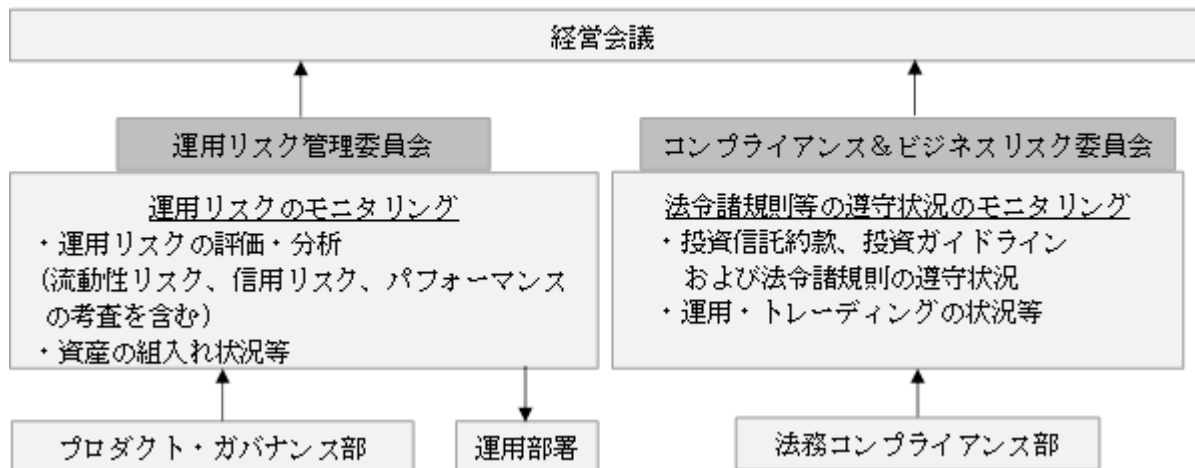 経営会議
運用リスク管理委員会
運用リスクのモニタリング
・運用リスクの評価・分析
(流動性リスク、信用リスク、パフォーマンス
の考査を含む)
・資産の組入れ状況等
プロダクト・ガバナンス部
運用部署
コンプライアンス&ビジネスリスク委員会
法令諸規則等の遵守状況のモニタリング
・投資信託約款、投資ガイドライン
および法令諸規則の遵守状況
・運用・トレーディングの状況等
法務コンプライアンス部